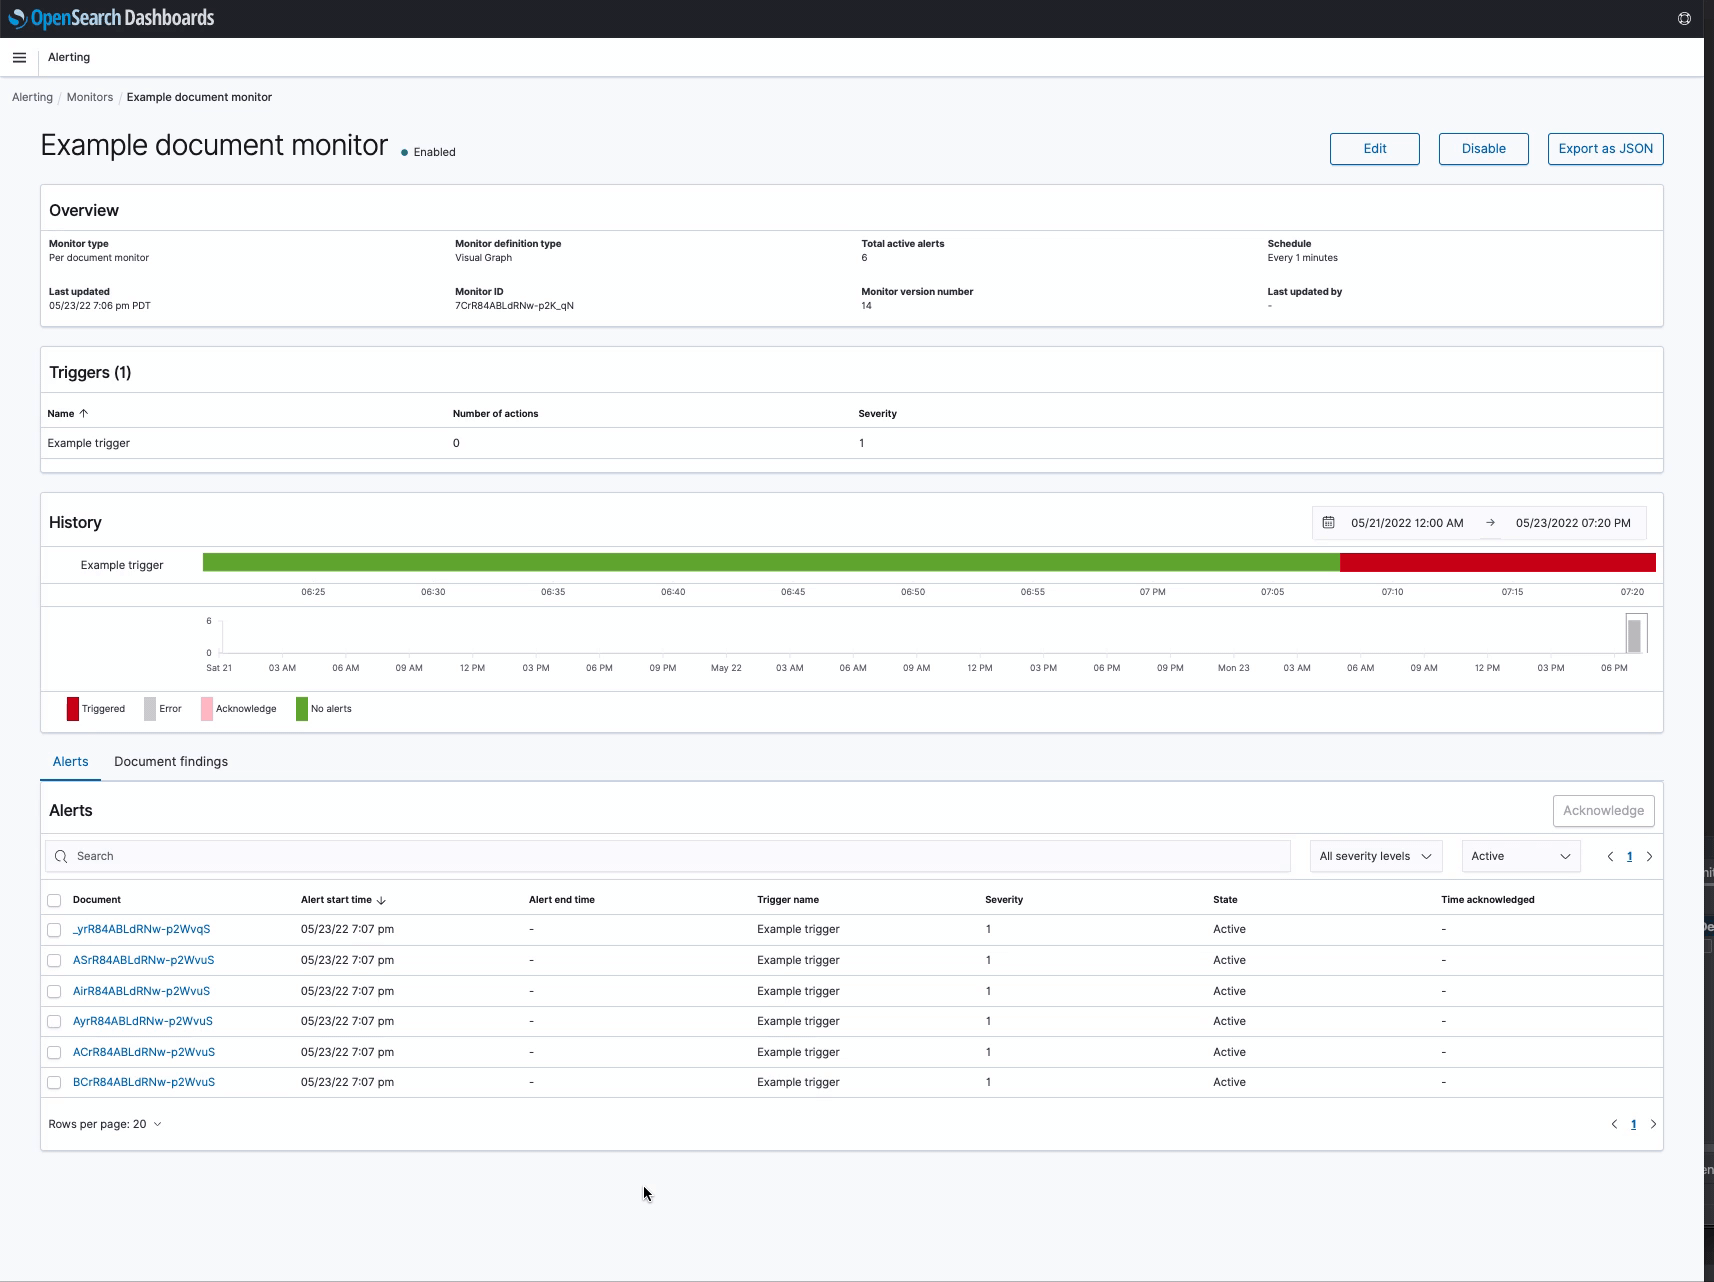 OpenSearch Dashboards
Alerting
Alerting / Monitors / Example document monitor
Example document monitor Enabled Edit Disable Export as JSON
Overview
Monitor type Monitor definition type Total active alerts Schedule
Per document monitor Visual Graph 6 Every 1 minutes
Last updated Monitor ID Monitor version number Last updated by
05/23/22 7:06 pm PDT 7CrR84ABLdRNw-p2K_qN 14 -
Triggers (1)
Name Number of actions Severity
Example trigger 0 1
History 05/21/2022 12:00 AM → 05/23/2022 07:20 PM
Example trigger
06:25 06:30 06:35 06:40 06:45 06:50 06:55 07 PM 07:05 07:10 07:15 07:20
6
0
Sat 21 03 AM 06 AM 09 AM 12 PM 03 PM 06 PM 09 PM May 22 03 AM 06 AM 09 AM 12 PM 03 PM 06 PM 09 PM Mon 23 03 AM 06 AM 09 AM 12 PM 03 PM 06 PM
Triggered Error Acknowledge No alerts
Alerts Document findings
Alerts Acknowledge
Search All severity levels Active 1
Document Alert start time Alert end time Trigger name Severity State Time acknowledged
_yrR84ABLdRNw-p2WvqS 05/23/22 7:07 pm - Example trigger 1 Active -
ASrR84ABLdRNw-p2WvuS 05/23/22 7:07 pm - Example trigger 1 Active -
AirR84ABLdRNw-p2WvuS 05/23/22 7:07 pm - Example trigger 1 Active -
AyrR84ABLdRNw-p2WvuS 05/23/22 7:07 pm - Example trigger 1 Active -
ACrR84ABLdRNw-p2WvuS 05/23/22 7:07 pm - Example trigger 1 Active -
BCrR84ABLdRNw-p2WvuS 05/23/22 7:07 pm - Example trigger 1 Active -
Rows per page: 20 1